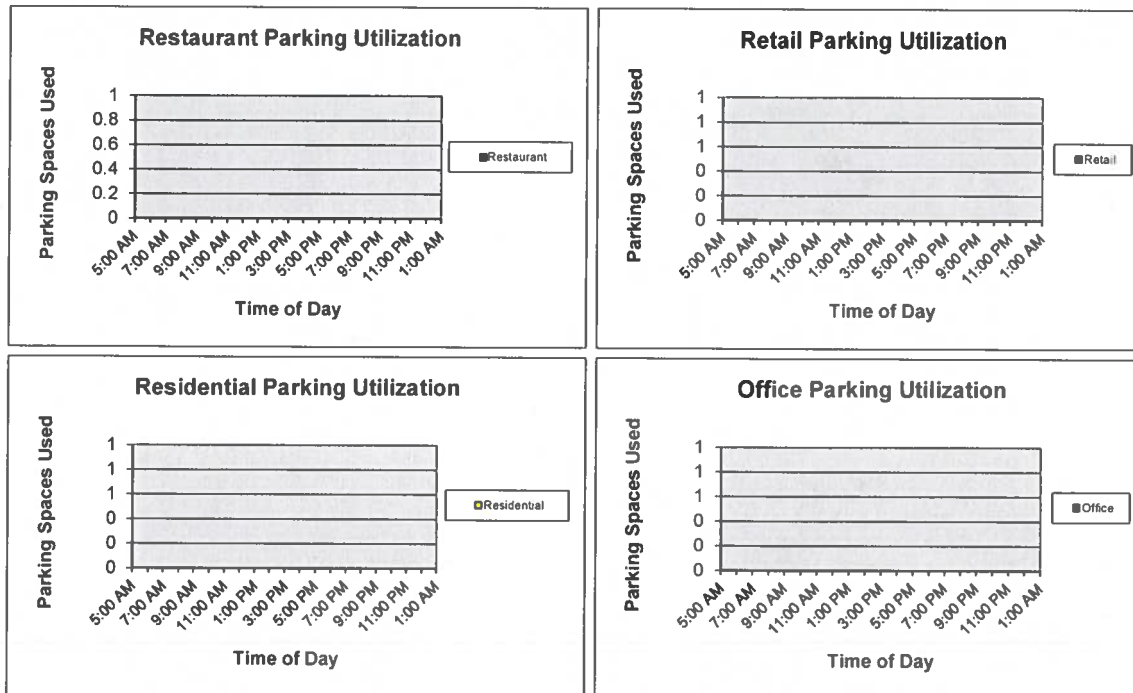 Restaurant Parking Utilization
Parking Spaces Used
1
0.8
0.6
0.4
0.2
0
5:00 AM
7:00 AM
9:00 AM
11:00 AM
1:00 PM
3:00 PM
5:00 PM
7:00 PM
9:00 PM
11:00 PM
1:00 AM
Time of Day
Restaurant
Retail Parking Utilization
Parking Spaces Used
1
1
1
0
0
0
5:00 AM
7:00 AM
9:00 AM
11:00 AM
1:00 PM
3:00 PM
5:00 PM
7:00 PM
9:00 PM
11:00 PM
1:00 AM
Time of Day
Retail
Residential Parking Utilization
Parking Spaces Used
1
1
1
0
0
0
5:00 AM
7:00 AM
9:00 AM
11:00 AM
1:00 PM
3:00 PM
5:00 PM
7:00 PM
9:00 PM
11:00 PM
1:00 AM
Time of Day
Residential
Office Parking Utilization
Parking Spaces Used
1
1
1
0
0
0
5:00 AM
7:00 AM
9:00 AM
11:00 AM
1:00 PM
3:00 PM
5:00 PM
7:00 PM
9:00 PM
11:00 PM
1:00 AM
Time of Day
Office